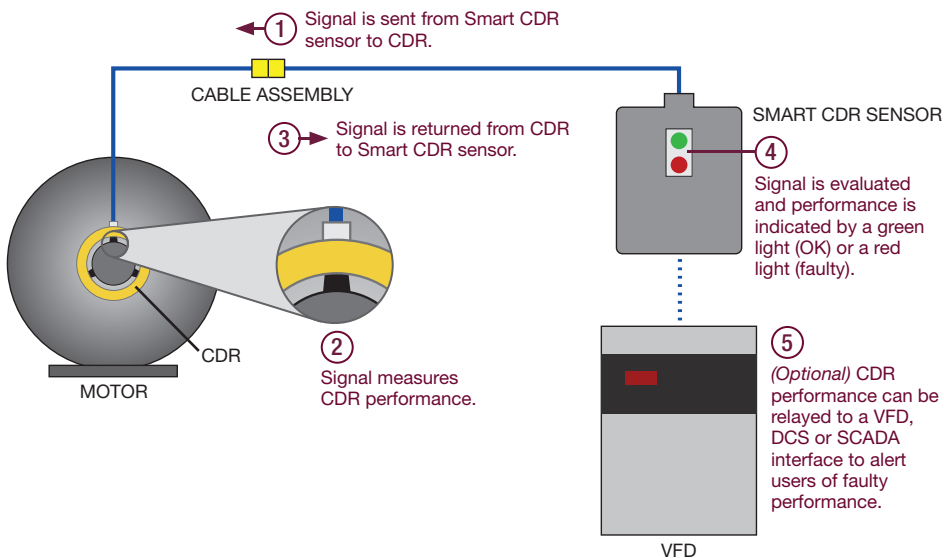 1
Signal is sent from Smart CDR
sensor to CDR.
CABLE ASSEMBLY
3
Signal is returned from CDR
to Smart CDR sensor.
SMART CDR SENSOR
4
Signal is evaluated
and performance is
indicated by a green
light (OK) or a red
light (faulty).
CDR
MOTOR
2
Signal measures
CDR performance.
5
(Optional) CDR
performance can be
relayed to a VFD,
DCS or SCADA
interface to alert
users of faulty
performance.
VFD